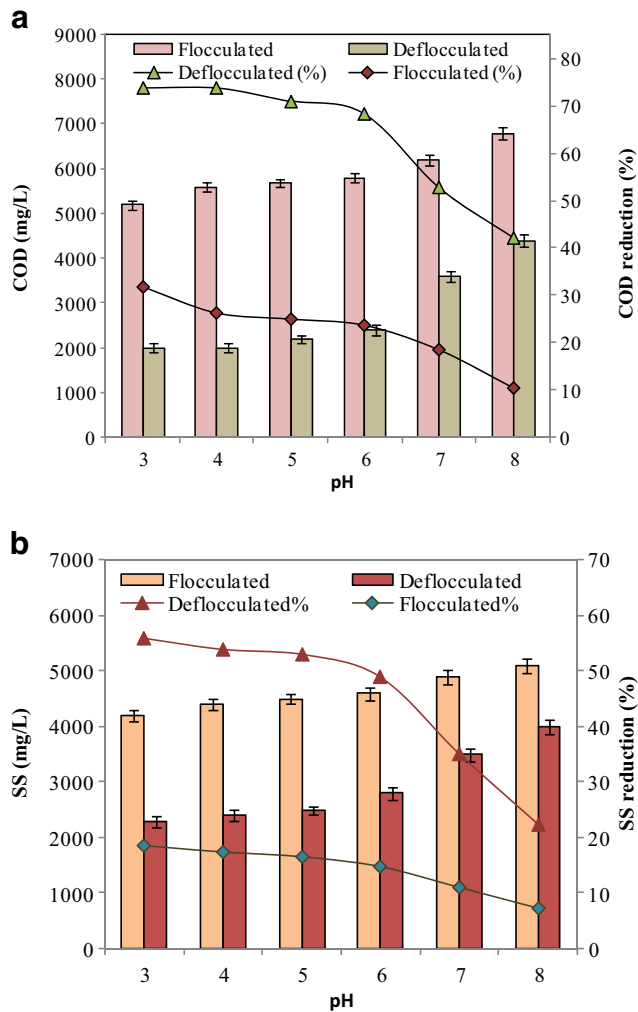 a
9000
8000
7000
6000
5000
4000
3000
2000
1000
0
COD (mg/L)
Flocculated
Deflocculated
Deflocculated (%)
Flocculated (%)
80
70
60
50
40
30
20
10
0
COD reduction (%)
3 4 5 6 7 8
pH
b
7000
6000
5000
4000
3000
2000
1000
0
SS (mg/L)
Flocculated
Deflocculated
Deflocculated%
Flocculated%
70
60
50
40
30
20
10
0
SS reduction (%)
3 4 5 6 7 8
pH